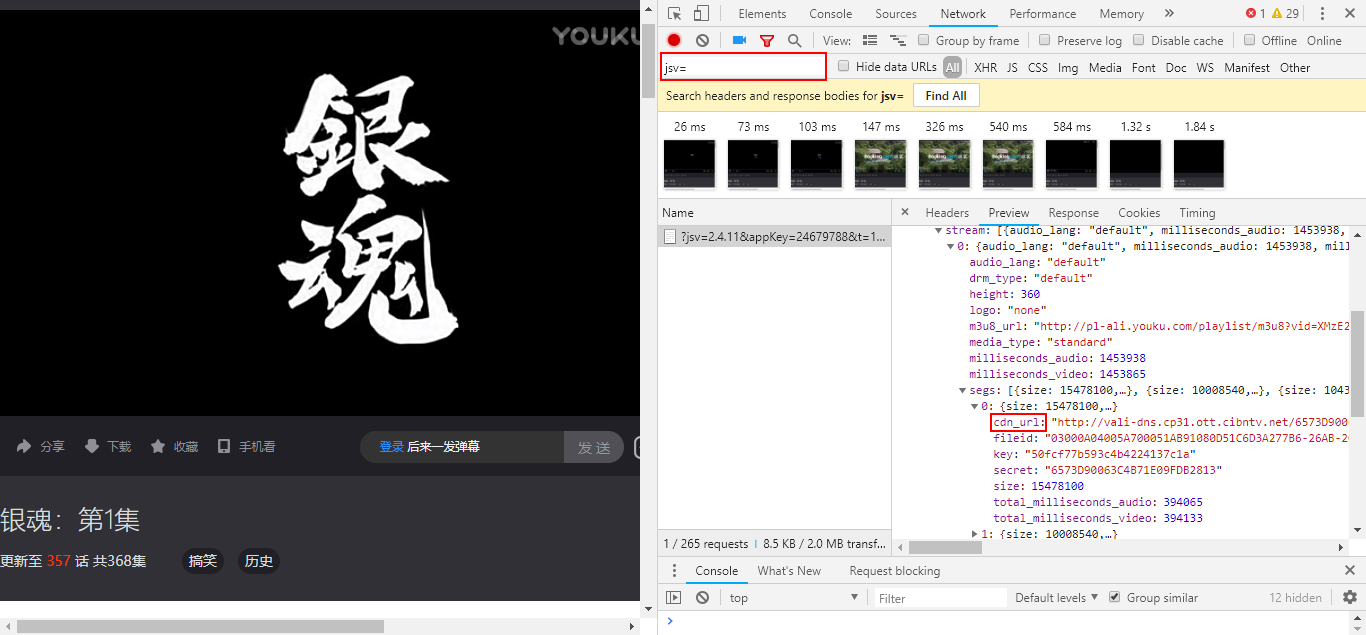 YOUKU
銀
魂
分享 下载 收藏 手机看 登录 后来一发弹幕 发 送
银魂：第1集
更新至 357 话 共368集 搞笑 历史
Elements Console Sources Network Performance Memory » 1 29
View: Group by frame Preserve log Disable cache Offline Online
jsv= Hide data URLs All XHR JS CSS Img Media Font Doc WS Manifest Other
Search headers and response bodies for jsv= Find All
26 ms 73 ms 103 ms 147 ms 326 ms 540 ms 584 ms 1.32 s 1.84 s
Name
?jsv=2.4.11&appKey=24679788&t=1...
1 / 265 requests | 8.5 KB / 2.0 MB transf...
× Headers Preview Response Cookies Timing
stream: [{audio_lang: "default", milliseconds_audio: 1453938,
0: {audio_lang: "default", milliseconds_audio: 1453938, mil
audio_lang: "default"
drm_type: "default"
height: 360
logo: "none"
m3u8_url: "http://pl-ali.youku.com/playlist/m3u8?vid=XMzE2
media_type: "standard"
milliseconds_audio: 1453938
milliseconds_video: 1453865
segs: [{size: 15478100,…}, {size: 10008540,…}, {size: 1043
0: {size: 15478100,…}
cdn_url: "http://vali-dns.cp31.ott.cibntv.net/6573D900
fileid: "03000A04005A700051AB91080D51C6D3A277B6-26AB-2
key: "50fcf77b593c4b4224137c1a"
secret: "6573D90063C4B71E09FDB2813"
size: 15478100
total_milliseconds_audio: 394065
total_milliseconds_video: 394133
1: {size: 10008540,…}
Console What's New Request blocking
top Filter Default levels Group similar 12 hidden